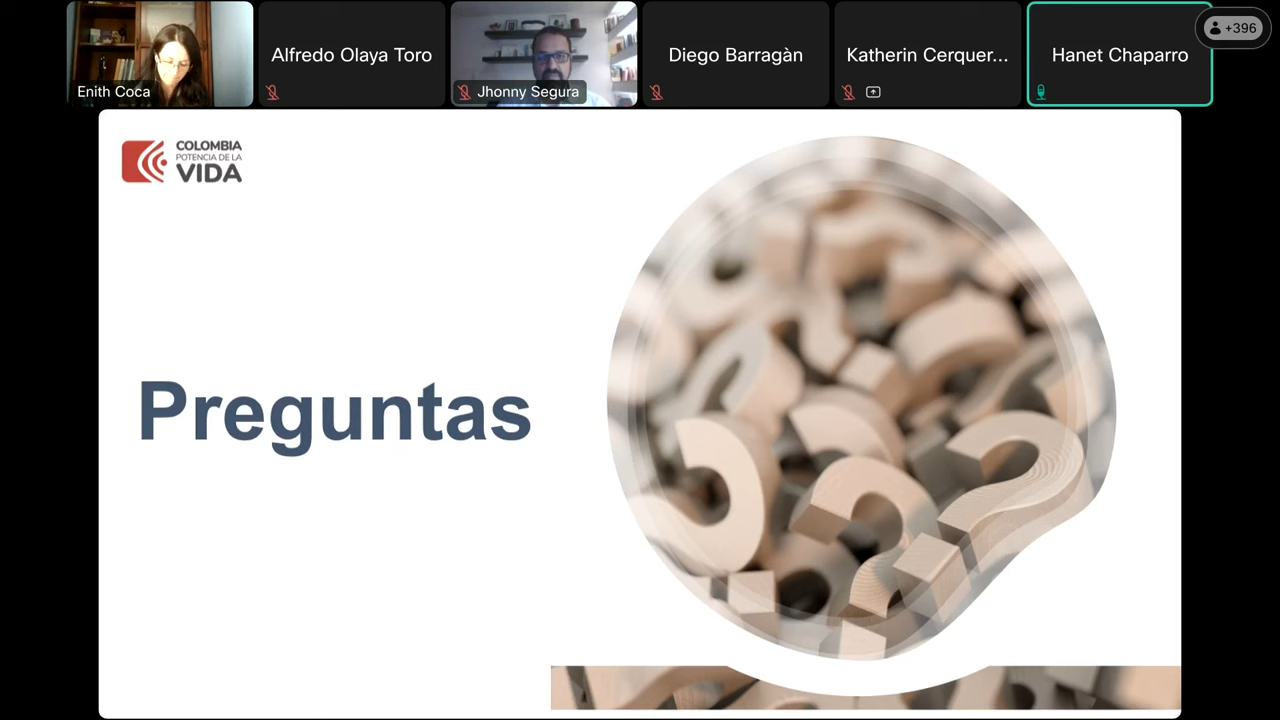 Enith Coca
Alfredo Olaya Toro
Jhonny Segura
Diego Barragàn
Katherin Cerquer...
Hanet Chaparro
+396
COLOMBIA
POTENCIA DE LA
VIDA
Preguntas